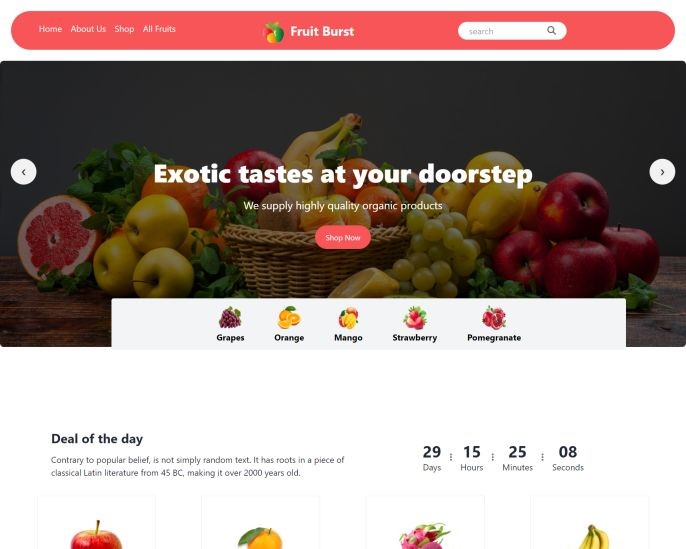 Home About Us Shop All Fruits
Fruit Burst
search
Exotic tastes at your doorstep
We supply highly quality organic products
Shop Now
Grapes Orange Mango Strawberry Pomegranate
Deal of the day
Contrary to popular belief, is not simply random text. It has roots in a piece of
classical Latin literature from 45 BC, making it over 2000 years old.
29 : 15 : 25 : 08
Days Hours Minutes Seconds